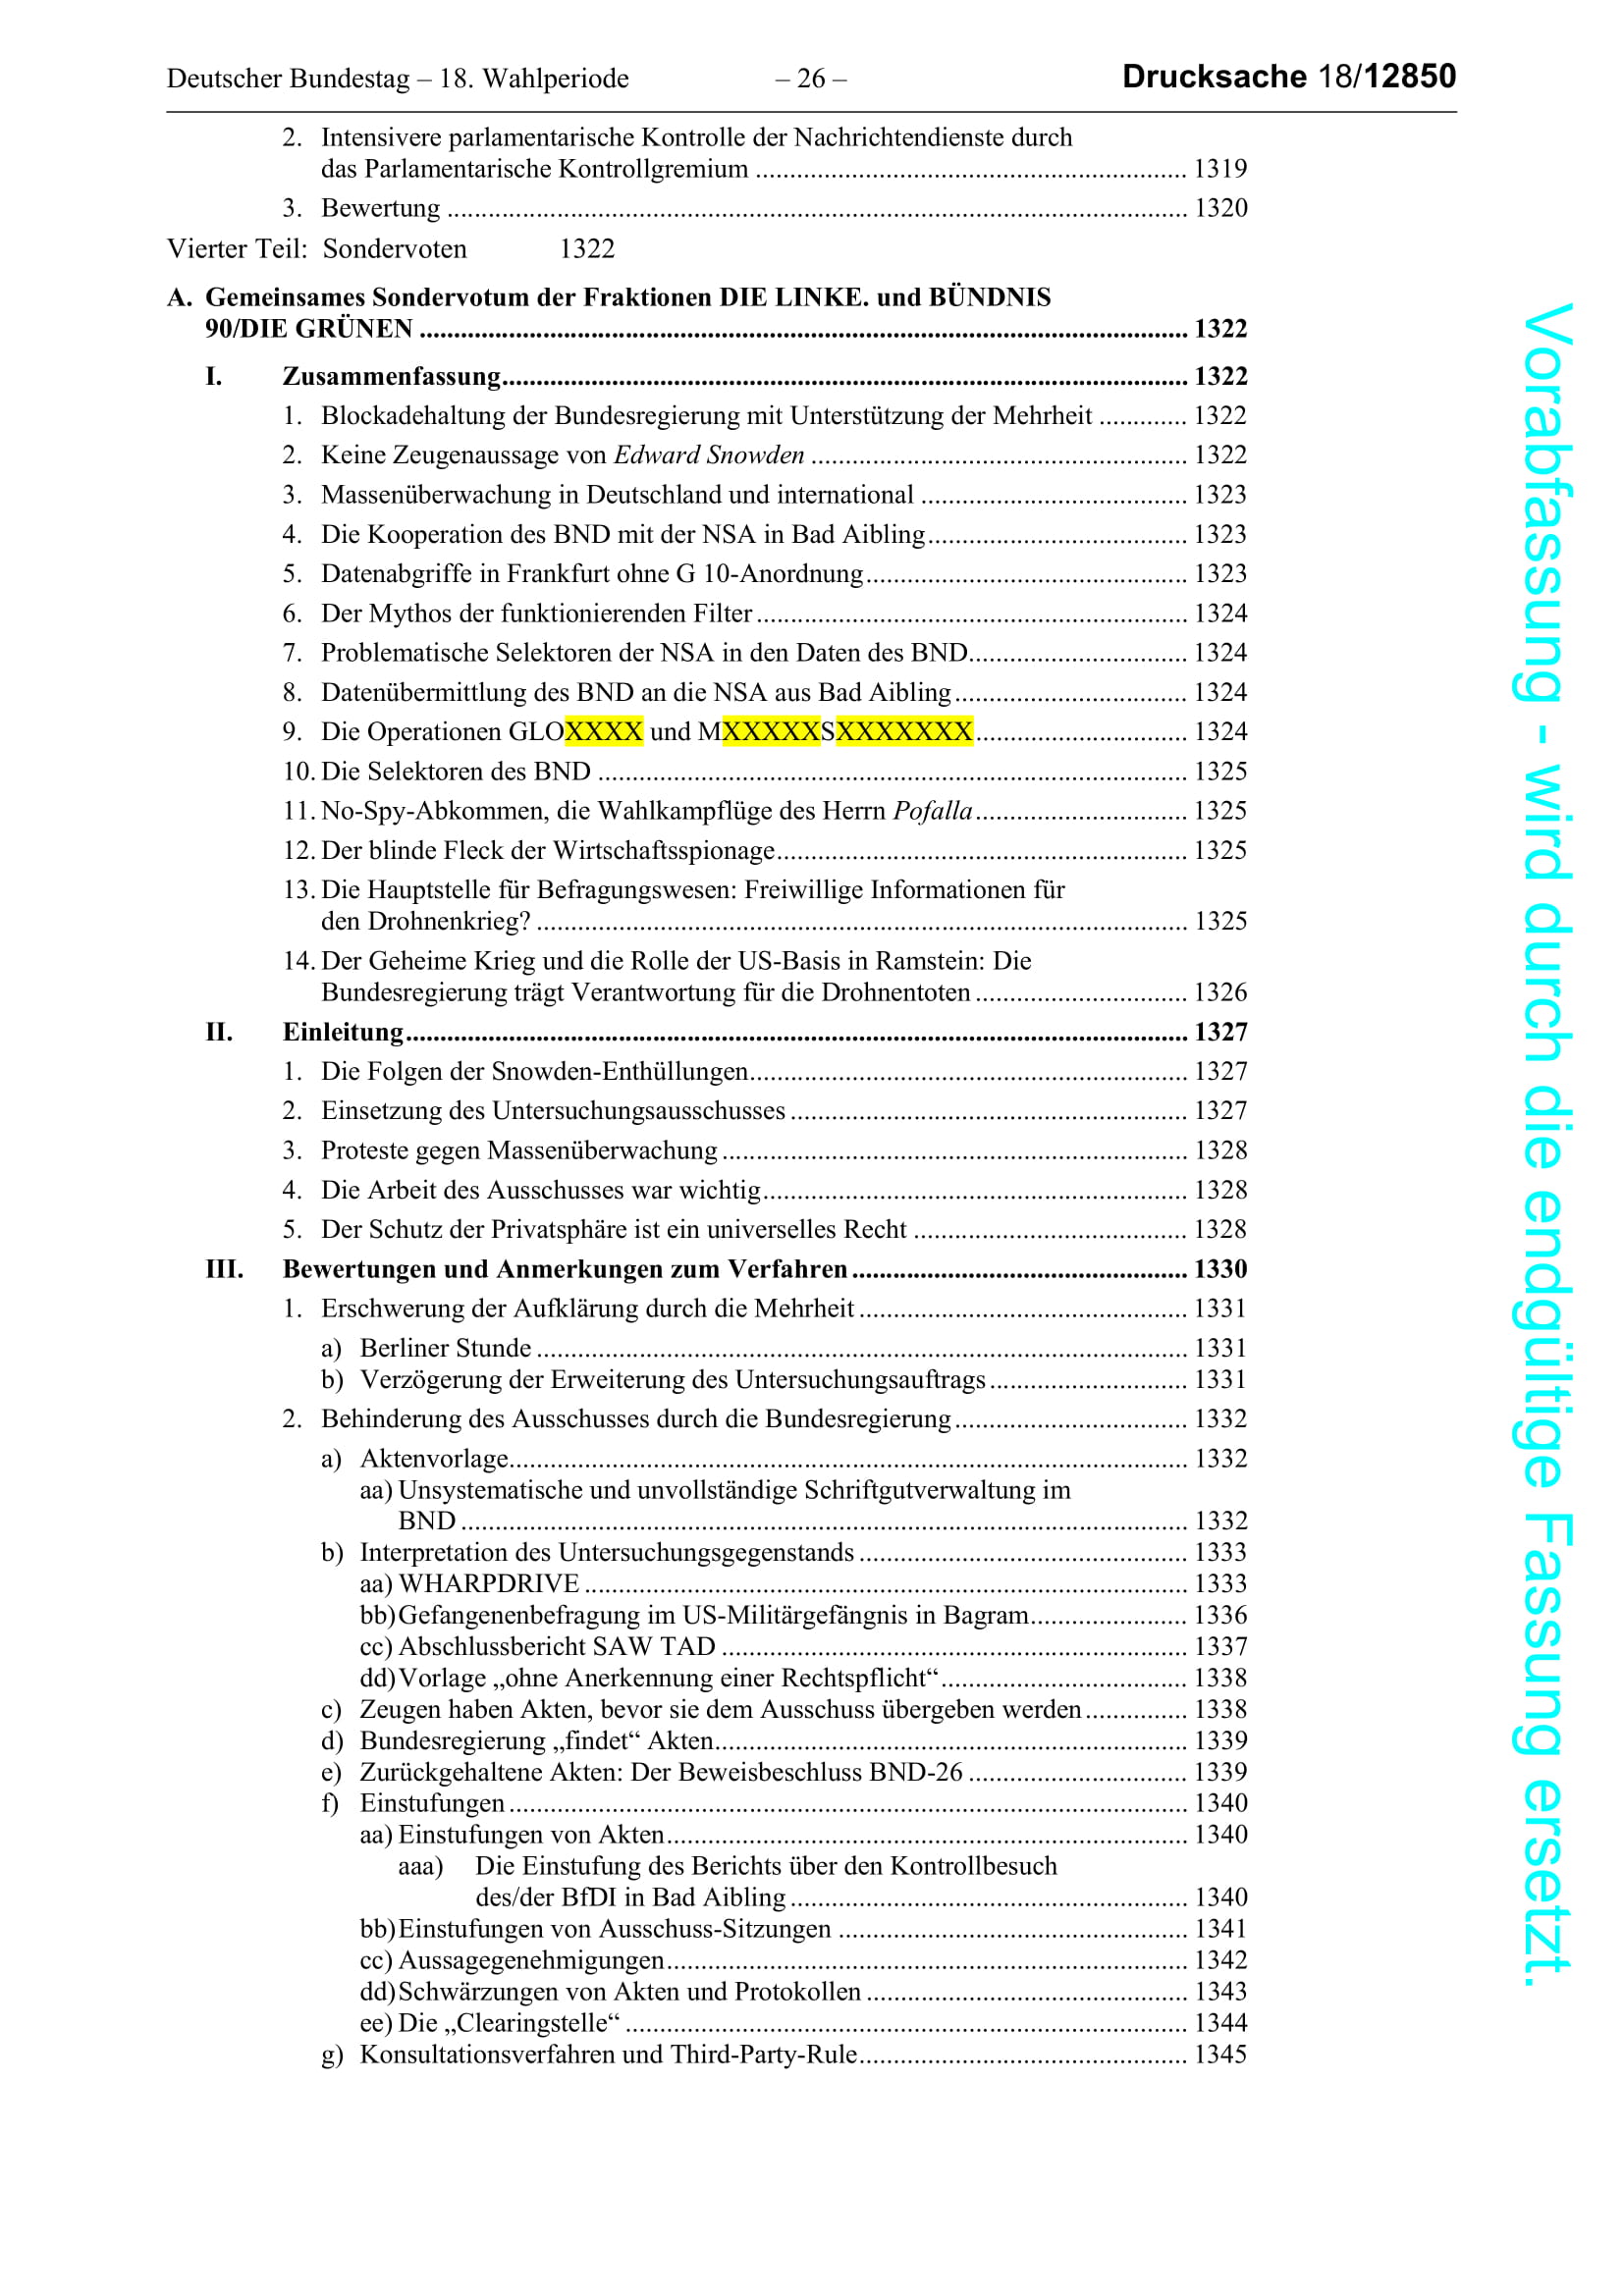 Deutscher Bundestag – 18. Wahlperiode – 26 – Drucksache 18/12850
2. Intensivere parlamentarische Kontrolle der Nachrichtendienste durch
das Parlamentarische Kontrollgremium ........ 1319
3. Bewertung ........ 1320
Vierter Teil: Sondervoten 1322
A. Gemeinsames Sondervotum der Fraktionen DIE LINKE. und BÜNDNIS
90/DIE GRÜNEN ........ 1322
I. Zusammenfassung ........ 1322
1. Blockadehaltung der Bundesregierung mit Unterstützung der Mehrheit ........ 1322
2. Keine Zeugenaussage von Edward Snowden ........ 1322
3. Massenüberwachung in Deutschland und international ........ 1323
4. Die Kooperation des BND mit der NSA in Bad Aibling ........ 1323
5. Datenabgriffe in Frankfurt ohne G 10-Anordnung ........ 1323
6. Der Mythos der funktionierenden Filter ........ 1324
7. Problematische Selektoren der NSA in den Daten des BND ........ 1324
8. Datenübermittlung des BND an die NSA aus Bad Aibling ........ 1324
9. Die Operationen GLOXXXX und MXXXXXSXXXXXXX ........ 1324
10. Die Selektoren des BND ........ 1325
11. No-Spy-Abkommen, die Wahlkampflüge des Herrn Pofalla ........ 1325
12. Der blinde Fleck der Wirtschaftsspionage ........ 1325
13. Die Hauptstelle für Befragungswesen: Freiwillige Informationen für
den Drohnenkrieg? ........ 1325
14. Der Geheime Krieg und die Rolle der US-Basis in Ramstein: Die
Bundesregierung trägt Verantwortung für die Drohnentoten ........ 1326
II. Einleitung ........ 1327
1. Die Folgen der Snowden-Enthüllungen ........ 1327
2. Einsetzung des Untersuchungsausschusses ........ 1327
3. Proteste gegen Massenüberwachung ........ 1328
4. Die Arbeit des Ausschusses war wichtig ........ 1328
5. Der Schutz der Privatsphäre ist ein universelles Recht ........ 1328
III. Bewertungen und Anmerkungen zum Verfahren ........ 1330
1. Erschwerung der Aufklärung durch die Mehrheit ........ 1331
a) Berliner Stunde ........ 1331
b) Verzögerung der Erweiterung des Untersuchungsauftrags ........ 1331
2. Behinderung des Ausschusses durch die Bundesregierung ........ 1332
a) Aktenvorlage ........ 1332
aa) Unsystematische und unvollständige Schriftgutverwaltung im
BND ........ 1332
b) Interpretation des Untersuchungsgegenstands ........ 1333
aa) WHARPDRIVE ........ 1333
bb) Gefangenenbefragung im US-Militärgefängnis in Bagram ........ 1336
cc) Abschlussbericht SAW TAD ........ 1337
dd) Vorlage „ohne Anerkennung einer Rechtspflicht“ ........ 1338
c) Zeugen haben Akten, bevor sie dem Ausschuss übergeben werden ........ 1338
d) Bundesregierung „findet“ Akten ........ 1339
e) Zurückgehaltene Akten: Der Beweisbeschluss BND-26 ........ 1339
f) Einstufungen ........ 1340
aa) Einstufungen von Akten ........ 1340
aaa) Die Einstufung des Berichts über den Kontrollbesuch
des/der BfDI in Bad Aibling ........ 1340
bb) Einstufungen von Ausschuss-Sitzungen ........ 1341
cc) Aussagegenehmigungen ........ 1342
dd) Schwärzungen von Akten und Protokollen ........ 1343
ee) Die „Clearingstelle“ ........ 1344
g) Konsultationsverfahren und Third-Party-Rule ........ 1345
Vorabfassung - wird durch die endgültige Fassung ersetzt.